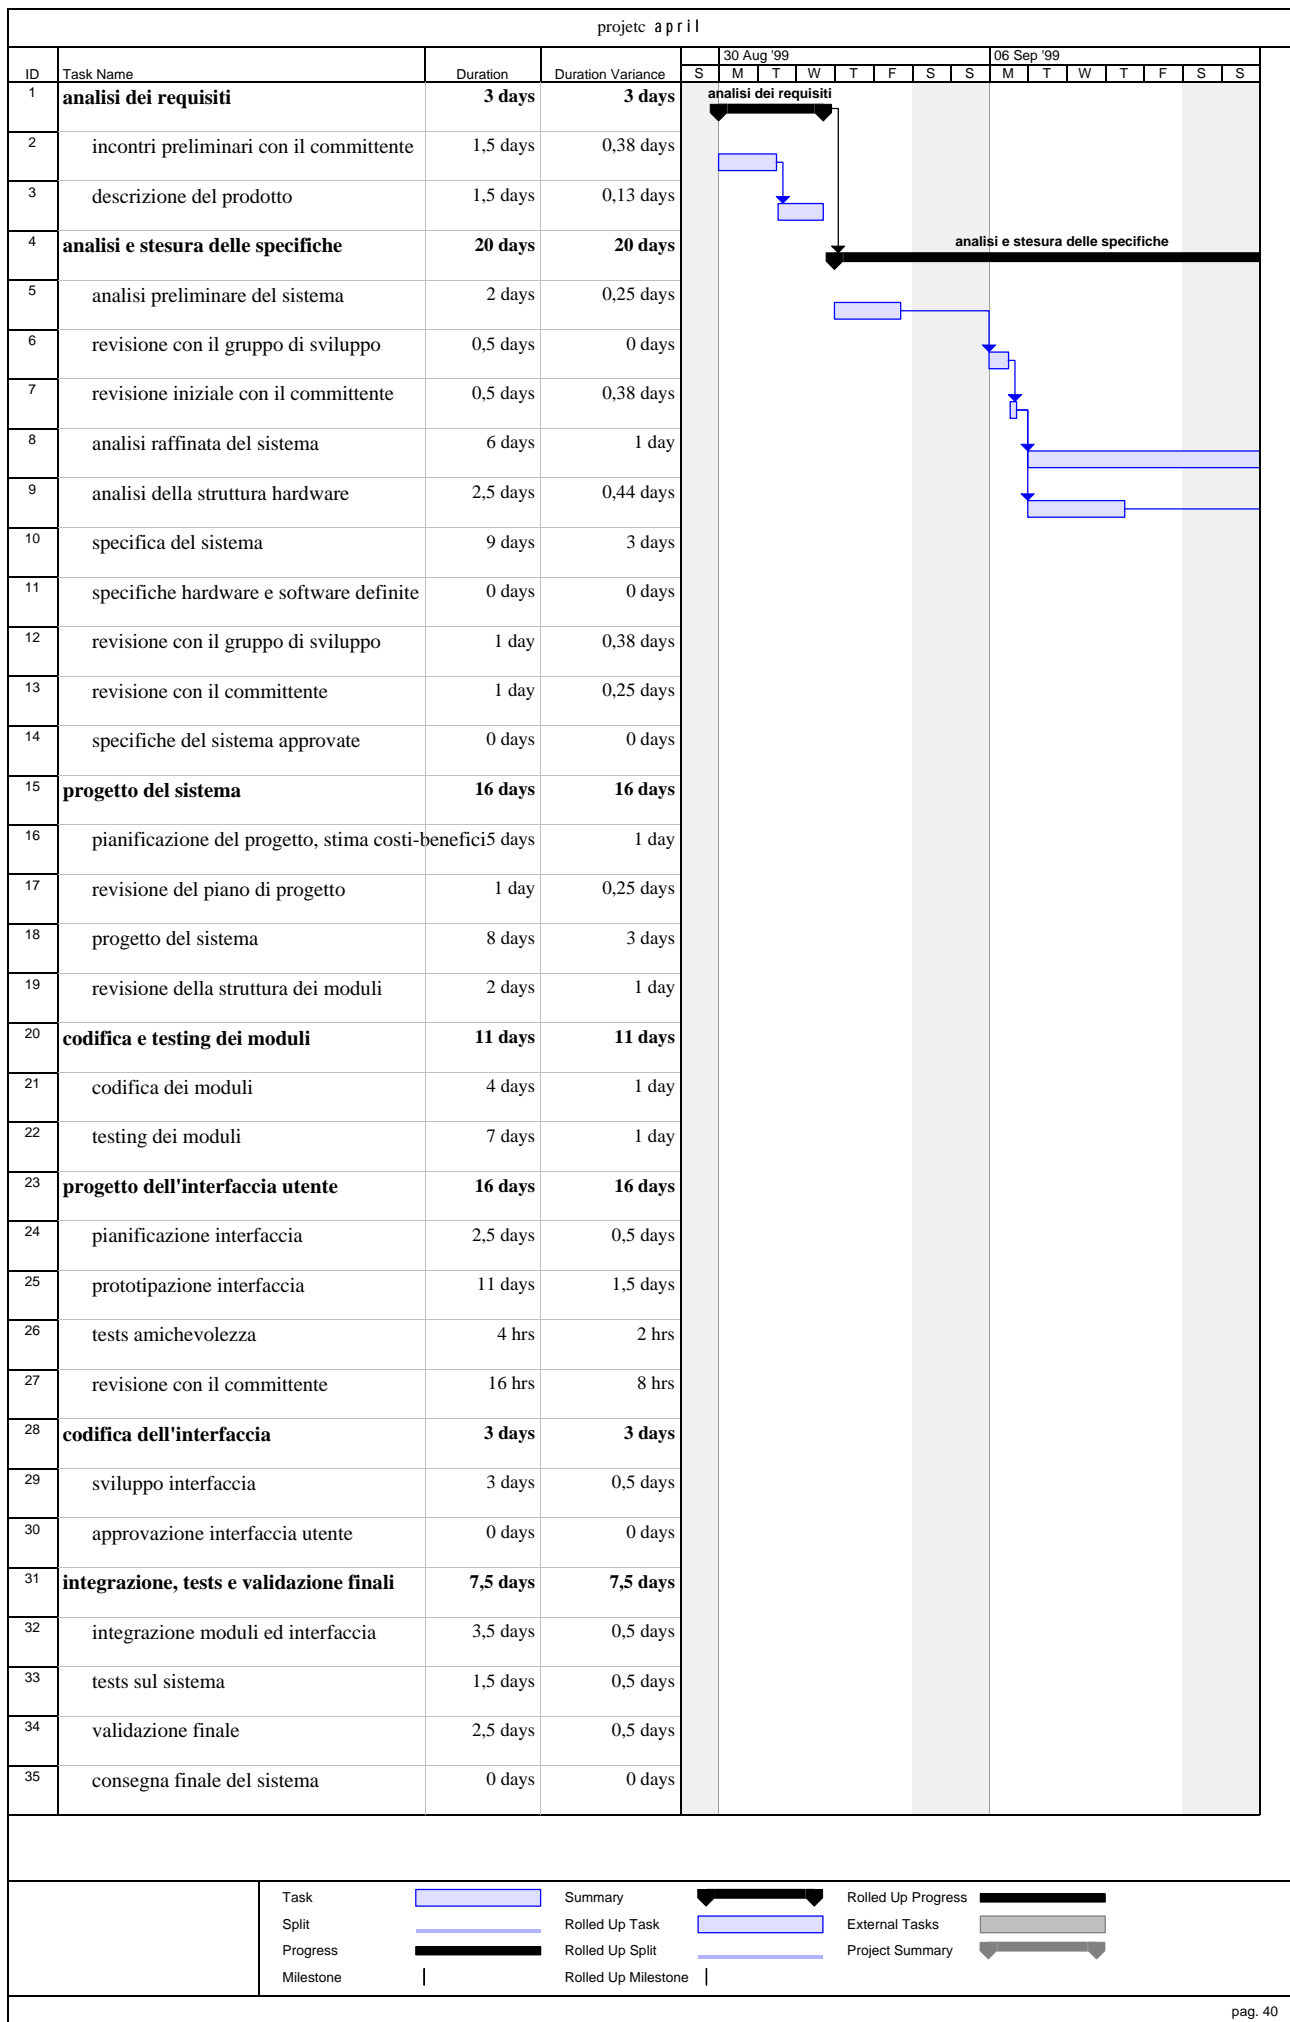 projetc april
30 Aug '99 06 Sep '99
ID Task Name Duration Duration Variance S M T W T F S S M T W T F S S
1 analisi dei requisiti 3 days 3 days analisi dei requisiti
2 incontri preliminari con il committente 1,5 days 0,38 days
3 descrizione del prodotto 1,5 days 0,13 days
4 analisi e stesura delle specifiche 20 days 20 days analisi e stesura delle specifiche
5 analisi preliminare del sistema 2 days 0,25 days
6 revisione con il gruppo di sviluppo 0,5 days 0 days
7 revisione iniziale con il committente 0,5 days 0,38 days
8 analisi raffinata del sistema 6 days 1 day
9 analisi della struttura hardware 2,5 days 0,44 days
10 specifica del sistema 9 days 3 days
11 specifiche hardware e software definite 0 days 0 days
12 revisione con il gruppo di sviluppo 1 day 0,38 days
13 revisione con il committente 1 day 0,25 days
14 specifiche del sistema approvate 0 days 0 days
15 progetto del sistema 16 days 16 days
16 pianificazione del progetto, stima costi-benefici 5 days 1 day
17 revisione del piano di progetto 1 day 0,25 days
18 progetto del sistema 8 days 3 days
19 revisione della struttura dei moduli 2 days 1 day
20 codifica e testing dei moduli 11 days 11 days
21 codifica dei moduli 4 days 1 day
22 testing dei moduli 7 days 1 day
23 progetto dell'interfaccia utente 16 days 16 days
24 pianificazione interfaccia 2,5 days 0,5 days
25 prototipazione interfaccia 11 days 1,5 days
26 tests amichevolezza 4 hrs 2 hrs
27 revisione con il committente 16 hrs 8 hrs
28 codifica dell'interfaccia 3 days 3 days
29 sviluppo interfaccia 3 days 0,5 days
30 approvazione interfaccia utente 0 days 0 days
31 integrazione, tests e validazione finali 7,5 days 7,5 days
32 integrazione moduli ed interfaccia 3,5 days 0,5 days
33 tests sul sistema 1,5 days 0,5 days
34 validazione finale 2,5 days 0,5 days
35 consegna finale del sistema 0 days 0 days
Task Summary Rolled Up Progress
Split Rolled Up Task External Tasks
Progress Rolled Up Split Project Summary
Milestone Rolled Up Milestone
pag. 40